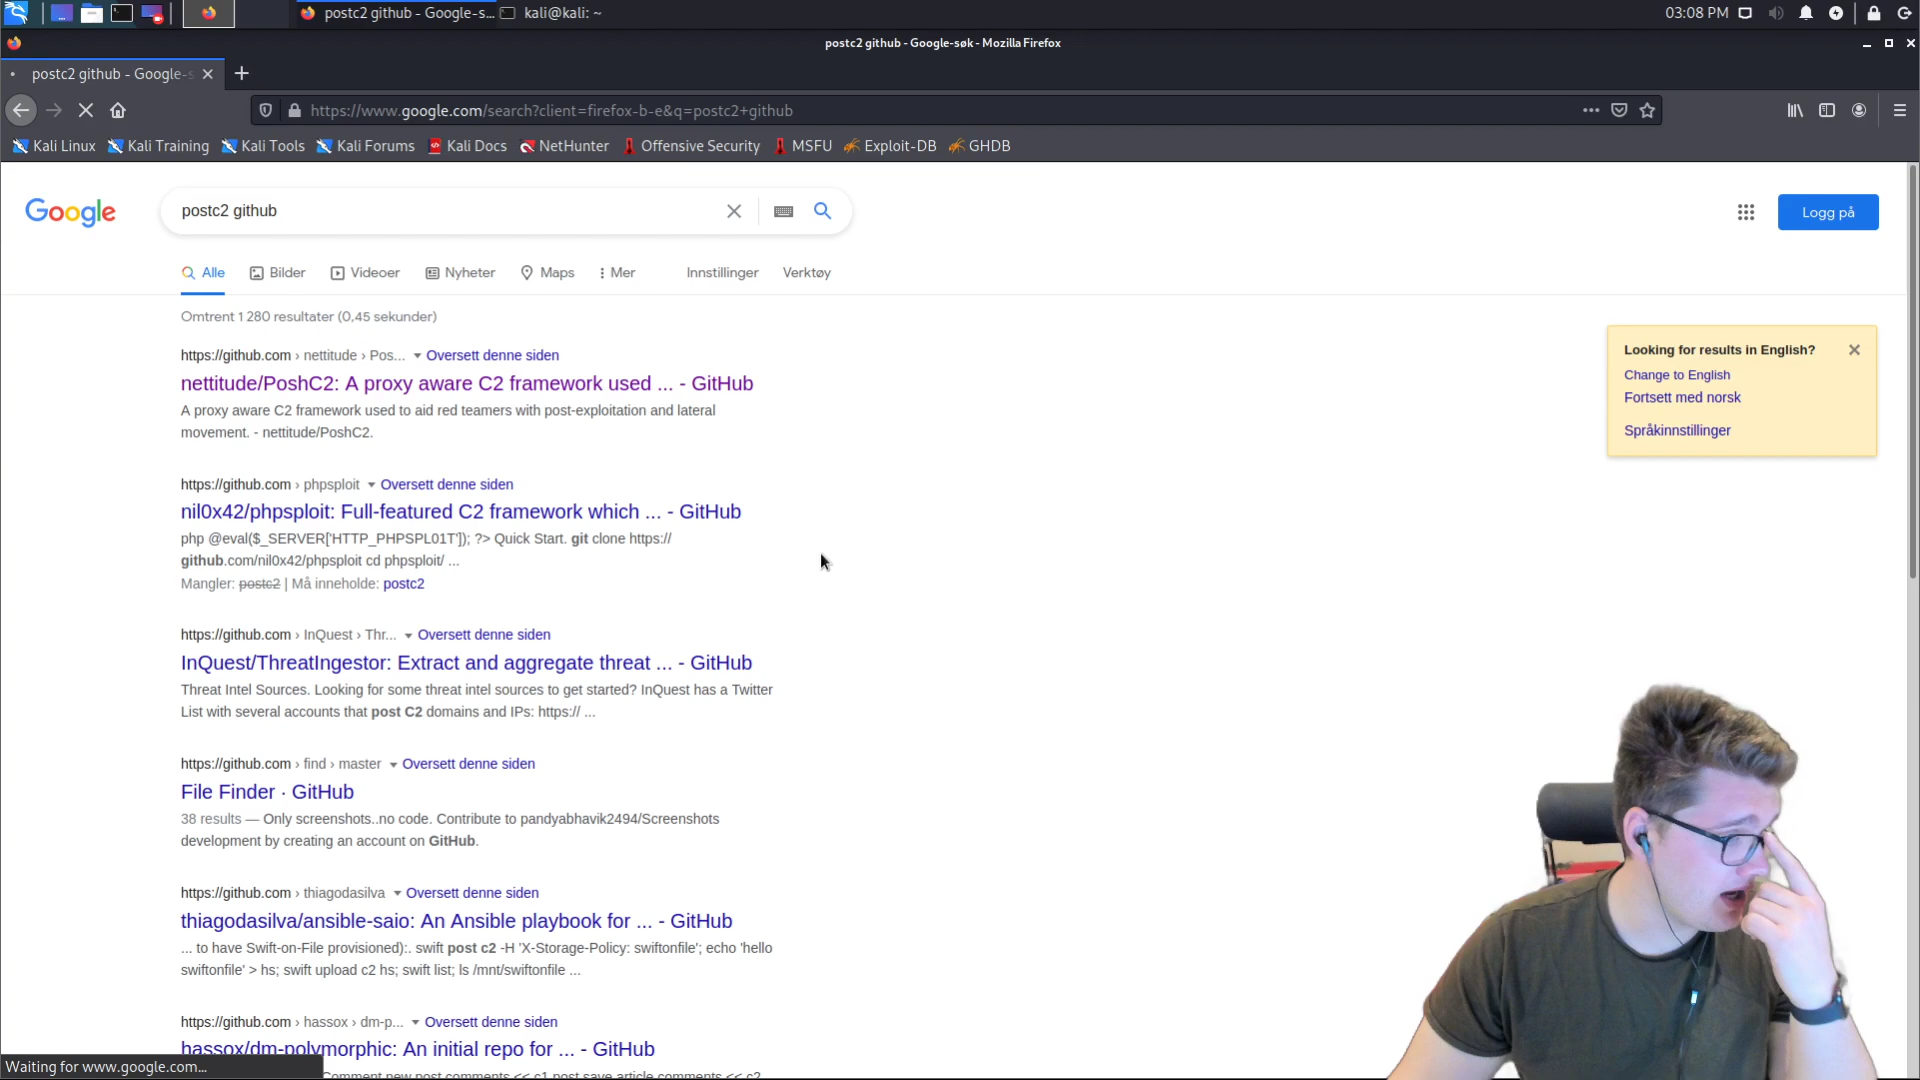 postc2 github - Google-s...
kali@kali: ~
03:08 PM
postc2 github - Google-søk - Mozilla Firefox
postc2 github - Google-s
https://www.google.com/search?client=firefox-b-e&q=postc2+github
Kali Linux
Kali Training
Kali Tools
Kali Forums
Kali Docs
NetHunter
Offensive Security
MSFU
Exploit-DB
GHDB
Google
postc2 github
Logg på
Alle
Bilder
Videoer
Nyheter
Maps
Mer
Innstillinger
Verktøy
Omtrent 1 280 resultater (0,45 sekunder)
https://github.com › nettitude › Pos... Oversett denne siden
nettitude/PoshC2: A proxy aware C2 framework used ... - GitHub
A proxy aware C2 framework used to aid red teamers with post-exploitation and lateral
movement. - nettitude/PoshC2.
https://github.com › phpsploit Oversett denne siden
nil0x42/phpsploit: Full-featured C2 framework which ... - GitHub
php @eval($_SERVER['HTTP_PHPSPL01T']); ?> Quick Start. git clone https://
github.com/nil0x42/phpsploit cd phpsploit/ ...
Mangler: postc2 | Må inneholde: postc2
https://github.com › InQuest › Thr... Oversett denne siden
InQuest/ThreatIngestor: Extract and aggregate threat ... - GitHub
Threat Intel Sources. Looking for some threat intel sources to get started? InQuest has a Twitter
List with several accounts that post C2 domains and IPs: https:// ...
https://github.com › find › master Oversett denne siden
File Finder · GitHub
38 results — Only screenshots..no code. Contribute to pandyabhavik2494/Screenshots
development by creating an account on GitHub.
https://github.com › thiagodasilva Oversett denne siden
thiagodasilva/ansible-saio: An Ansible playbook for ... - GitHub
... to have Swift-on-File provisioned):. swift post c2 -H 'X-Storage-Policy: swiftonfile'; echo 'hello
swiftonfile' > hs; swift upload c2 hs; swift list; ls /mnt/swiftonfile ...
https://github.com › hassox › dm-p... Oversett denne siden
hassox/dm-polymorphic: An initial repo for ... - GitHub
Comment new post comments << c1 post save article comments << c2
Looking for results in English?
Change to English
Fortsett med norsk
Språkinnstillinger
Waiting for www.google.com...